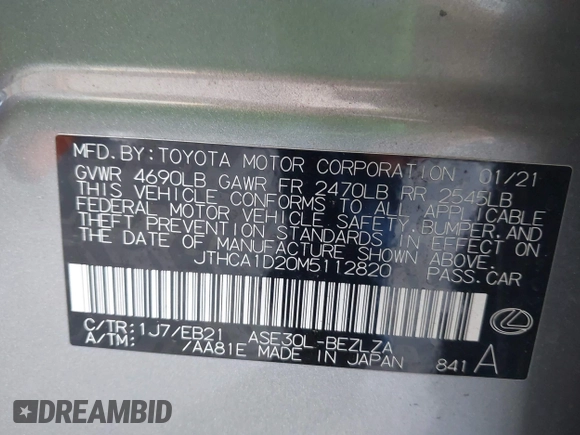 MFD.BY:TOYOTA MOTOR CORPORATION 01/21
GVWR 4690LB GAWR FR 2470LB RR 2545LB
THIS VEHICLE CONFORMS TO ALL APPLICABLE
FEDERAL MOTOR VEHICLE SAFETY,BUMPER,AND
THEFT PREVENTION STANDARDS IN EFFECT ON
THE DATE OF MANUFACTURE SHOWN ABOVE.
JTHCA1D20M5112820 PASS.CAR
C/TR:1J7/EB21 ASE30L-BEZLZA
A/TM: /AA81E MADE IN JAPAN 841A
DREAMBID